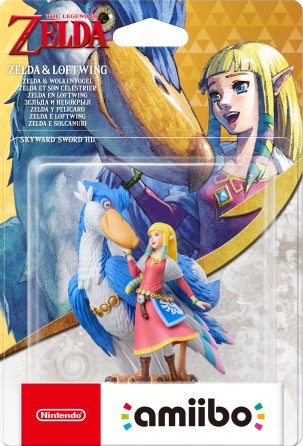 THE LEGEND OF
ZELDA
ZELDA & LOFTWING
ZELDA & WOLKENVOGEL
ZELDA ET SON CÉLESTRIER
ZELDA EN LOFTWING
ЗЕЛЬДА И НЕБОКРЫЛ
ZELDA Y PELÍCARO
ZELDA E LOFTWING
ZELDA E SOLCANUBI
SKYWARD SWORD HD
Nintendo
amiibo